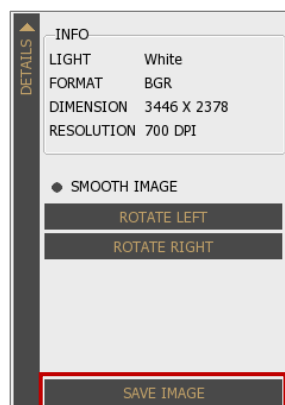 DETAILS
INFO
LIGHT White
FORMAT BGR
DIMENSION 3446 X 2378
RESOLUTION 700 DPI
SMOOTH IMAGE
ROTATE LEFT
ROTATE RIGHT
SAVE IMAGE